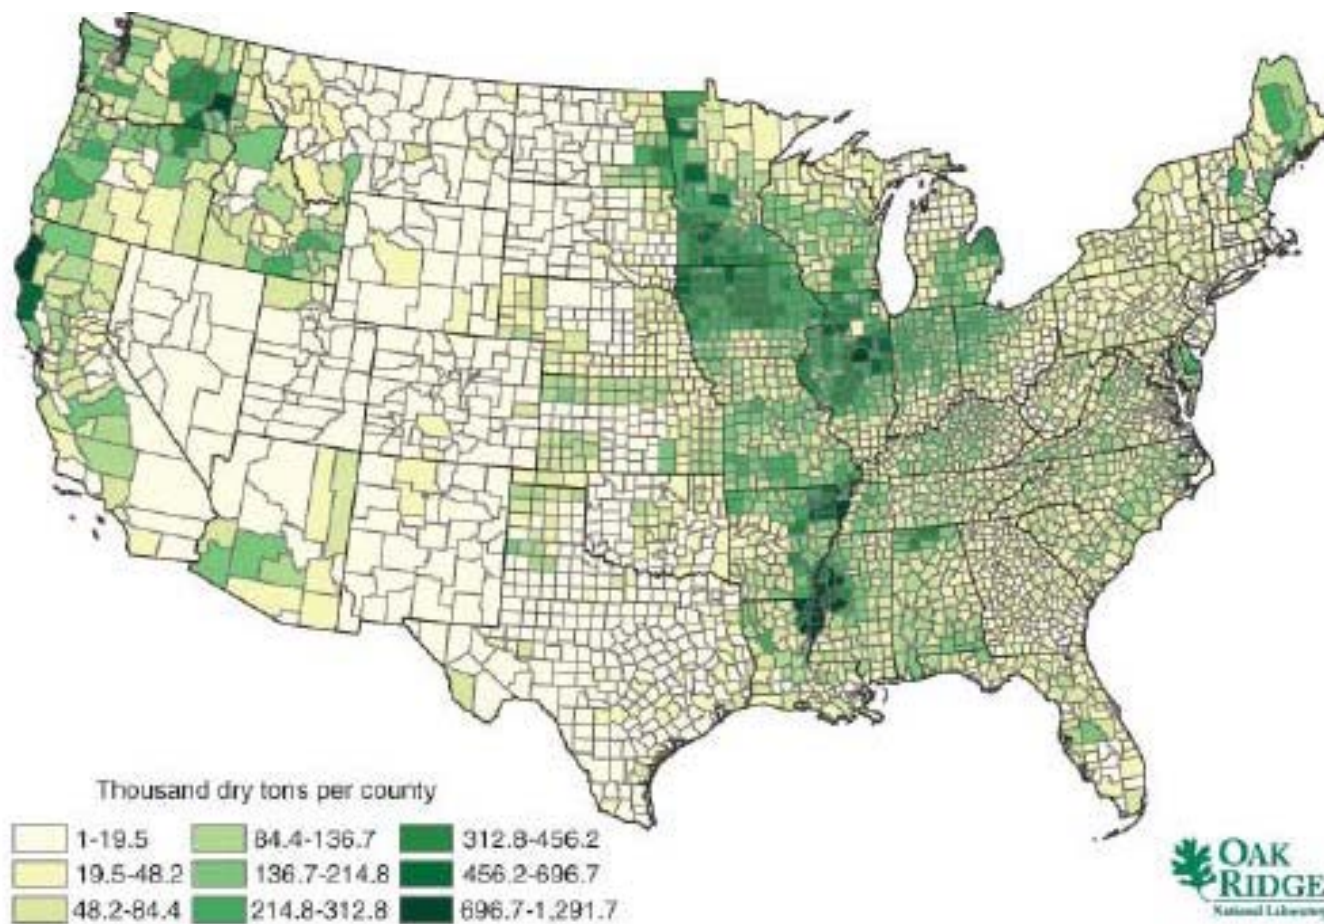 Thousand dry tons per county
1-19.5 84.4-136.7 312.8-456.2
19.5-48.2 136.7-214.8 456.2-696.7
48.2-84.4 214.8-312.8 696.7-1,291.7
OAK
RIDGE
National Laboratory